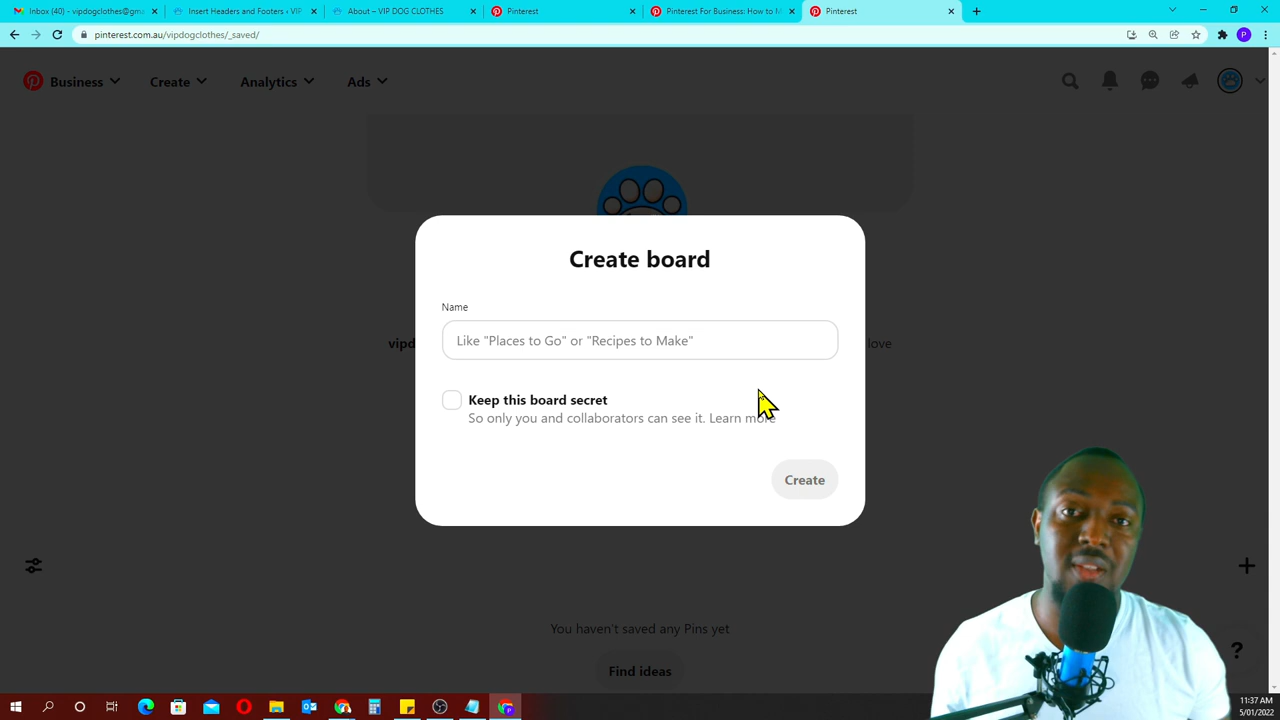 Inbox (40) - vipdogclothes@gma
Insert Headers and Footers ‹ VIP
About – VIP DOG CLOTHES
Pinterest
Pinterest For Business: How to M
Pinterest
pinterest.com.au/vipdogclothes/_saved/
Business
Create
Analytics
Ads
Create board
Name
Like "Places to Go" or "Recipes to Make"
vipd
love
Keep this board secret
So only you and collaborators can see it. Learn more
Create
You haven't saved any Pins yet
Find ideas
?
11:37 AM
5/01/2022